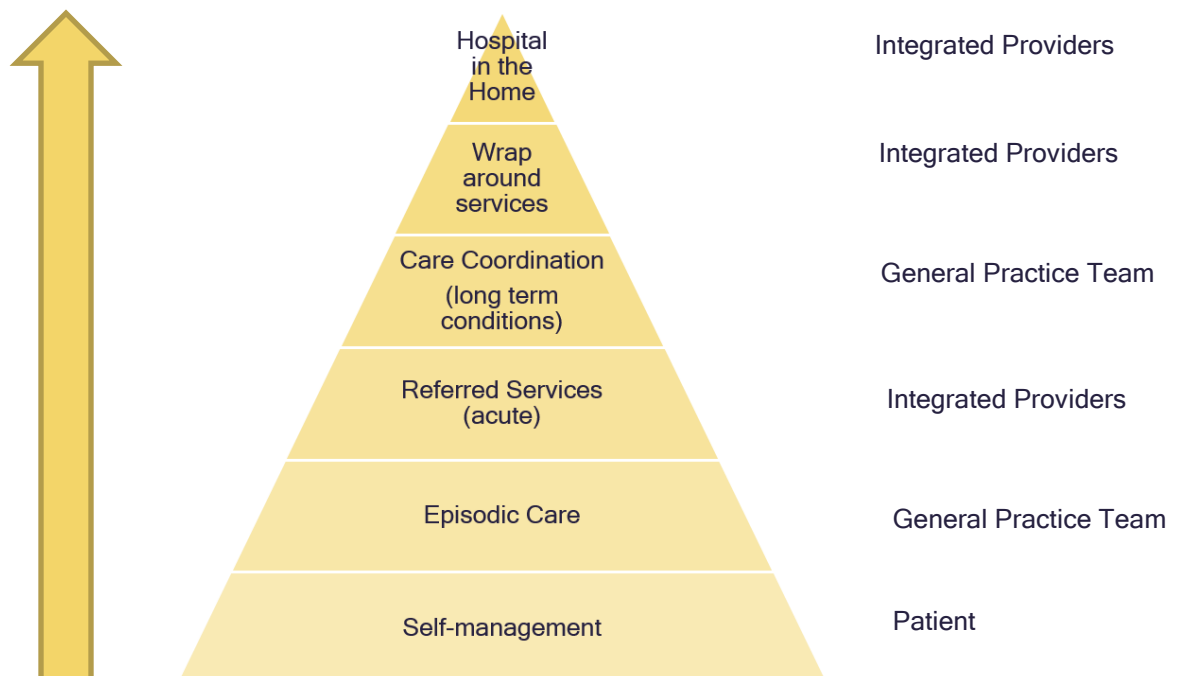 Hospital
in the
Home
Integrated Providers
Wrap
around
services
Integrated Providers
Care Coordination
(long term
conditions)
General Practice Team
Referred Services
(acute)
Integrated Providers
Episodic Care
General Practice Team
Self-management
Patient